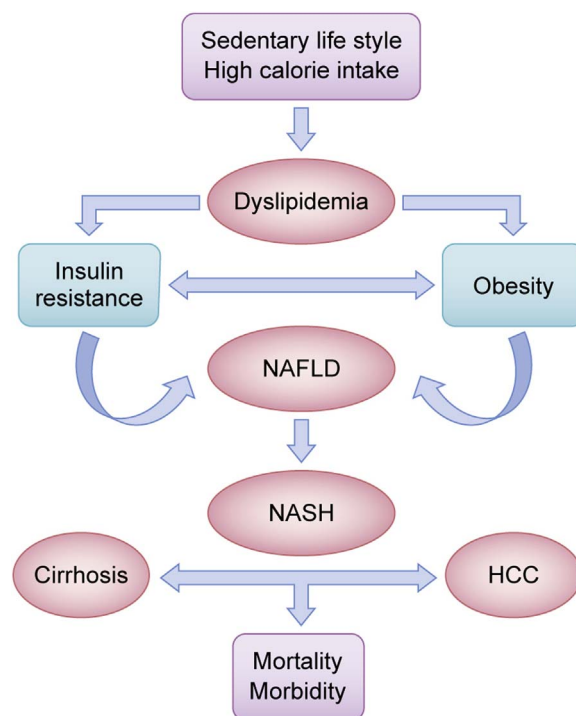 Sedentary life style
High calorie intake
Dyslipidemia
Insulin
resistance
Obesity
NAFLD
NASH
Cirrhosis
HCC
Mortality
Morbidity